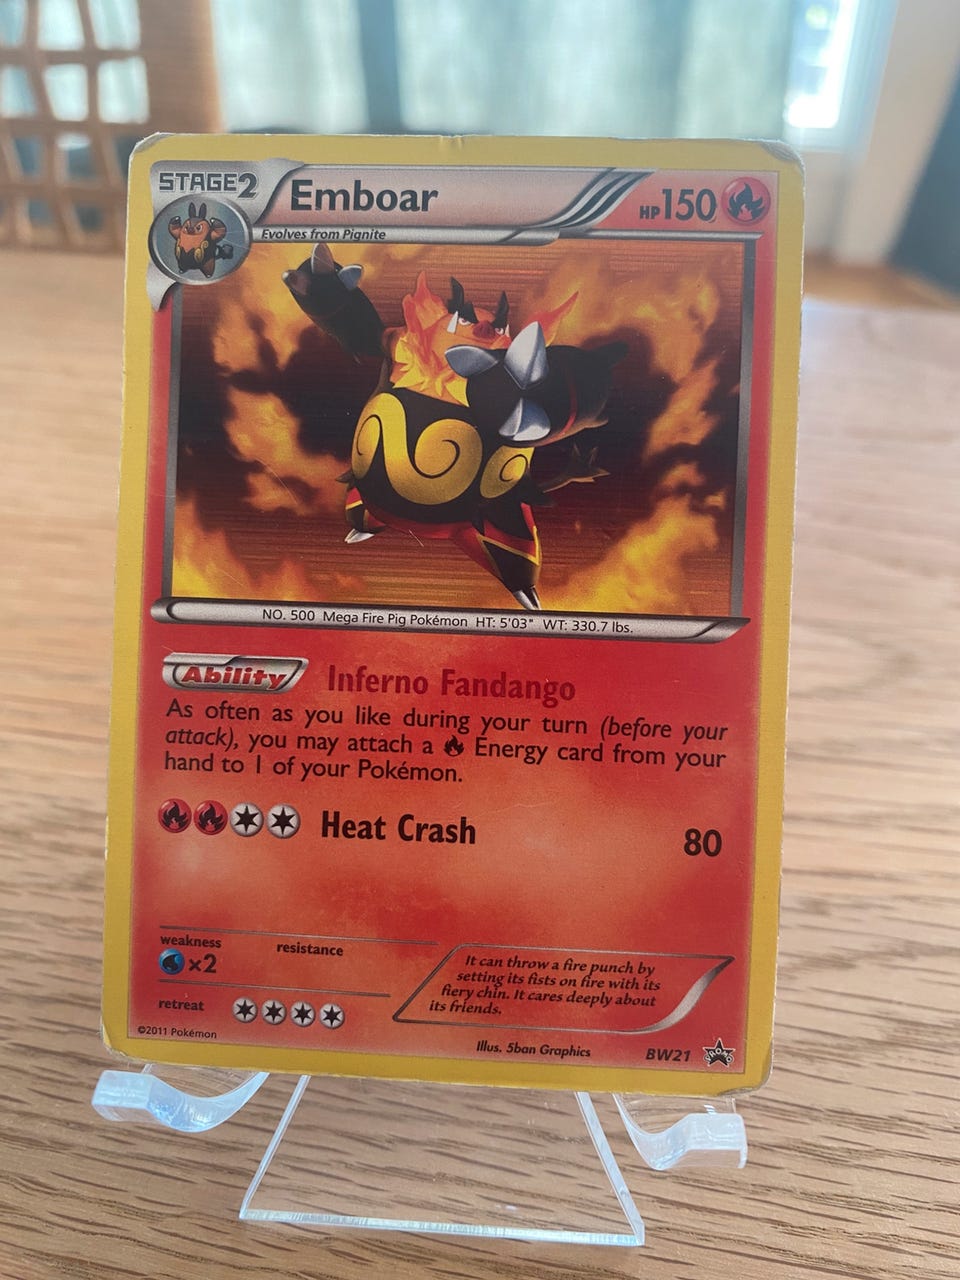 STAGE2 Emboar HP150
Evolves from Pignite
NO. 500 Mega Fire Pig Pokémon HT: 5'03" WT: 330.7 lbs.
Ability Inferno Fandango
As often as you like during your turn (before your
attack), you may attach a Energy card from your
hand to 1 of your Pokémon.
Heat Crash 80
weakness resistance
×2
retreat
It can throw a fire punch by
setting its fists on fire with its
fiery chin. It cares deeply about
its friends.
©2011 Pokémon
Illus. 5ban Graphics
BW21 PROMO